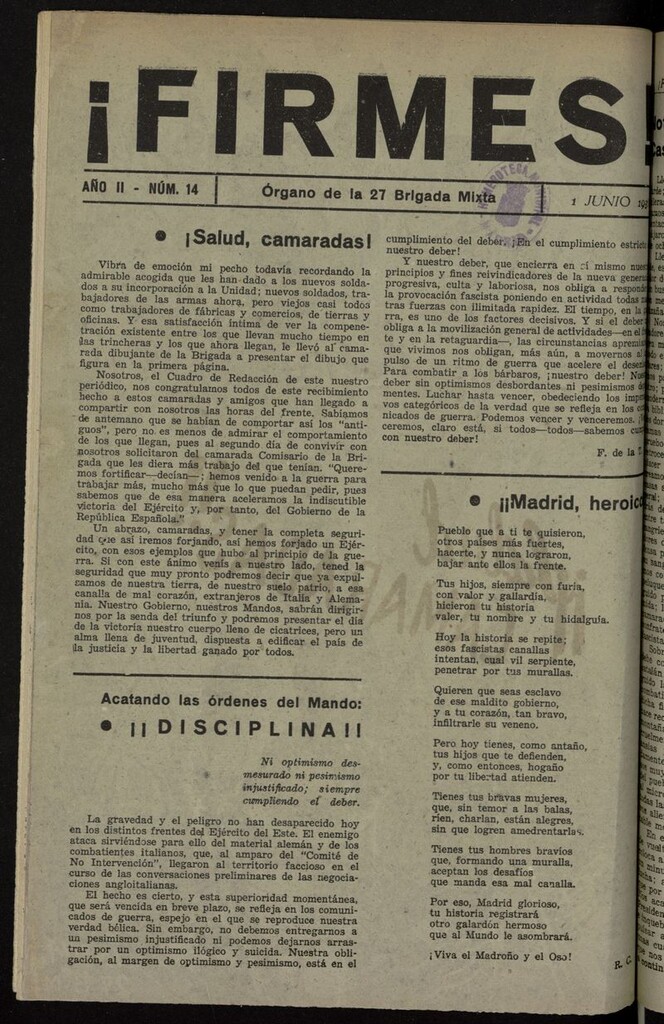 ¡FIRMES
AÑO II - NÚM. 14
Órgano de la 27 Brigada Mixta
1 JUNIO
● ¡Salud, camaradas!
Vibra de emoción mi pecho todavía recordando la
admirable acogida que les han dado a los nuevos solda-
dos a su incorporación a la Unidad; nuevos soldados, tra-
bajadores de las armas ahora, pero viejos casi todos
como trabajadores de fábricas y comercios, de tierras y
oficinas. Y esa satisfacción íntima de ver la compene-
tración existente entre los que llevan mucho tiempo en
las trincheras y los que ahora llegan, le llevó al cama-
rada dibujante de la Brigada a presentar el dibujo que
figura en la primera página.
Nosotros, el Cuadro de Redacción de este nuestro
periódico, nos congratulamos todos de este recibimiento
hecho a estos camaradas y amigos que han llegado a
compartir con nosotros las horas del frente. Sabíamos
de antemano que se habían de comportar así los "anti-
guos", pero no es menos de admirar el comportamiento
de los que llegan, pues al segundo día de convivir con
nosotros solicitaron del camarada Comisario de la Bri-
gada que les diera más trabajo del que tenían. "Quere-
mos fortificar—decían—; hemos venido a la guerra para
trabajar más, mucho más que lo que puedan pedir, pues
sabemos que de esa manera aceleramos la indiscutible
victoria del Ejército y, por tanto, del Gobierno de la
República Española."
Un abrazo, camaradas, y tener la completa seguri-
dad que así iremos forjando, así hemos forjado un Ejér-
cito, con esos ejemplos que hubo al principio de la gue-
rra. Si con este ánimo venís a nuestro lado, tened la
seguridad que muy pronto podremos decir que ya expul-
samos de nuestra tierra, de nuestro suelo patrio, a esa
canalla de mal corazón, extranjeros de Italia y Alema-
nia. Nuestro Gobierno, nuestros Mandos, sabrán dirigir-
nos por la senda del triunfo y podremos presentar el día
de la victoria nuestro cuerpo lleno de cicatrices, pero un
alma llena de juventud, dispuesta a edificar el país de
la justicia y la libertad ganado por todos.
Acatando las órdenes del Mando:
● ¡¡DISCIPLINA!!
Ni optimismo des-
mesurado ni pesimismo
injustificado; siempre
cumpliendo el deber.
La gravedad y el peligro no han desaparecido hoy
en los distintos frentes del Ejército del Este. El enemigo
ataca sirviéndose para ello del material alemán y de los
combatientes italianos, que, al amparo del "Comité de
No Intervención", llegaron al territorio faccioso en el
curso de las conversaciones preliminares de las negocia-
ciones angloitalianas.
El hecho es cierto, y esta superioridad momentánea,
que será vencida en breve plazo, se refleja en los comuni-
cados de guerra, espejo en el que se reproduce nuestra
verdad bélica. Sin embargo, no debemos entregarnos a
un pesimismo injustificado ni podemos dejarnos arras-
trar por un optimismo ilógico y suicida. Nuestra obli-
gación, al margen de optimismo y pesimismo, está en el
cumplimiento del deber. ¡En el cumplimiento
nuestro deber!
Y nuestro deber, que encierra en sí mismo
principios y fines reivindicadores de la nueva
progresiva, culta y laboriosa, nos obliga a
la provocación fascista poniendo en actividad todas
tras fuerzas con ilimitada rapidez. El tiempo, en la
rra, es uno de los factores decisivos. Y si el deber
obliga a la movilización general de actividades—en el
te y en la retaguardia—, las circunstancias
que vivimos nos obligan, más aún, a movernos al
pulso de un ritmo de guerra que acelere el
Para combatir a los bárbaros, ¡nuestro deber!
deber sin optimismos desbordantes ni pesimismos
mentes. Luchar hasta vencer, obedeciendo los
vos categóricos de la verdad que se refleja en los
nicados de guerra. Podemos vencer y venceremos.
ceremos, claro está, si todos—todos—sabemos
con nuestro deber!
F. de la
● ¡¡Madrid, heroico
Pueblo que a ti te quisieron,
otros países más fuertes,
hacerte, y nunca lograron,
bajar ante ellos la frente.
Tus hijos, siempre con furia,
con valor y gallardía,
hicieron tu historia
valer, tu nombre y tu hidalguía.
Hoy la historia se repite;
esos fascistas canallas
intentan, cual vil serpiente,
penetrar por tus murallas.
Quieren que seas esclavo
de ese maldito gobierno,
y a tu corazón, tan bravo,
infiltrarle su veneno.
Pero hoy tienes, como antaño,
tus hijos que te defienden,
y, como entonces, hogaño
por tu libertad atienden.
Tienes tus bravas mujeres,
que, sin temor a las balas,
ríen, charlan, están alegres,
sin que logren amedrentarlas.
Tienes tus hombres bravíos
que, formando una muralla,
aceptan los desafíos
que manda esa mal canalla.
Por eso, Madrid glorioso,
tu historia registrará
otro galardón hermoso
que al Mundo le asombrará.
¡Viva el Madroño y el Oso!
R. C.